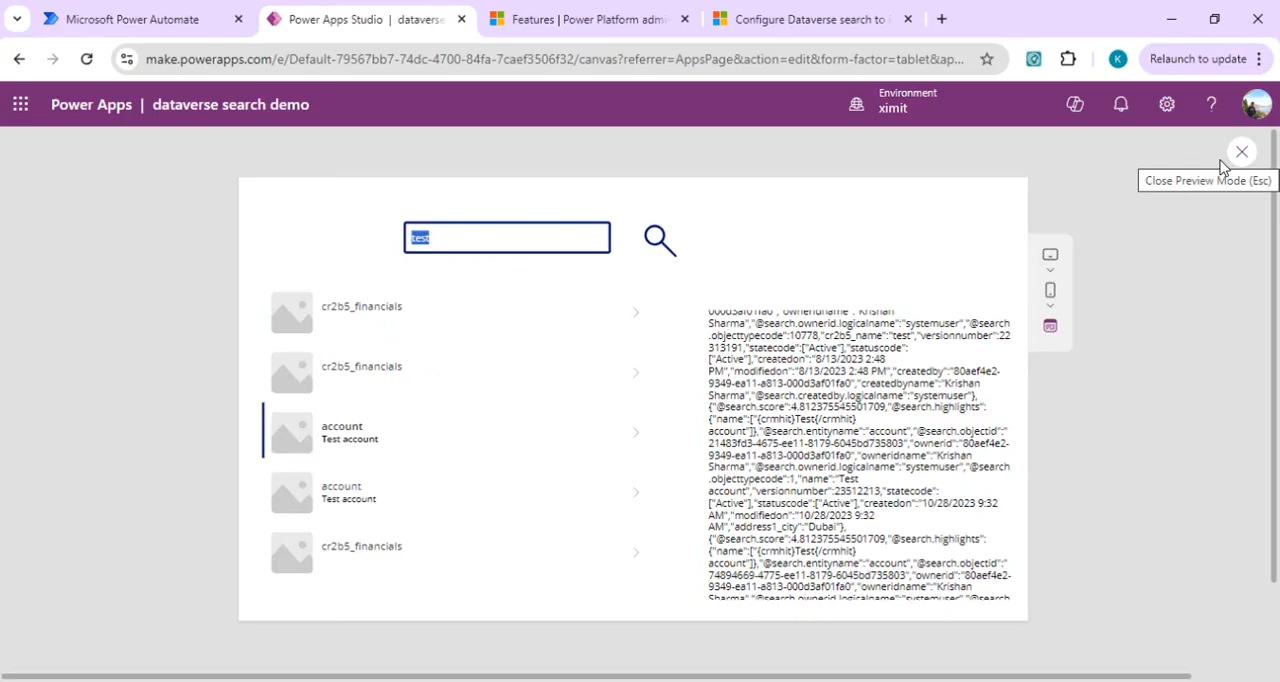 Microsoft Power Automate
Power Apps Studio | dataverse
Features | Power Platform adm
Configure Dataverse search to
make.powerapps.com/e/Default-79567bb7-74dc-4700-84fa-7caef3506f32/canvas?referrer=AppsPage&action=edit&form-factor=tablet&ap...
K
Relaunch to update
Power Apps | dataverse search demo
Environment
ximit
Close Preview Mode (Esc)
test
cr2b5_financials
cr2b5_financials
account
Test account
account
Test account
cr2b5_financials
000d3af01fa0","owneridname":"Krishan
Sharma","@search.ownerid.logicalname":"systemuser","@search
.objecttypecode":10778,"cr2b5_name":"test","versionnumber":22
313191,"statecode":["Active"],"statuscode":
["Active"],"createdon":"8/13/2023 2:48
PM","modifiedon":"8/13/2023 2:48 PM","createdby":"80aef4e2-
9349-ea11-a813-000d3af01fa0","createdbyname":"Krishan
Sharma","@search.createdby.logicalname":"systemuser"},
{"@search.score":4.812375545501709,"@search.highlights":
{"name":["{crmhit}Test{/crmhit}
account"]},"@search.entityname":"account","@search.objectid":"
21483fd3-4675-ee11-8179-6045bd735803","ownerid":"80aef4e2-
9349-ea11-a813-000d3af01fa0","owneridname":"Krishan
Sharma","@search.ownerid.logicalname":"systemuser","@search
.objecttypecode":1,"name":"Test
account","versionnumber":23512213,"statecode":
["Active"],"statuscode":["Active"],"createdon":"10/28/2023 9:32
AM","modifiedon":"10/28/2023 9:32
AM","address1_city":"Dubai"},
{"@search.score":4.812375545501709,"@search.highlights":
{"name":["{crmhit}Test{/crmhit}
account"]},"@search.entityname":"account","@search.objectid":"
74894669-4775-ee11-8179-6045bd735803","ownerid":"80aef4e2-
9349-ea11-a813-000d3af01fa0","owneridname":"Krishan
Sharma","@search.ownerid.logicalname":"systemuser","@search